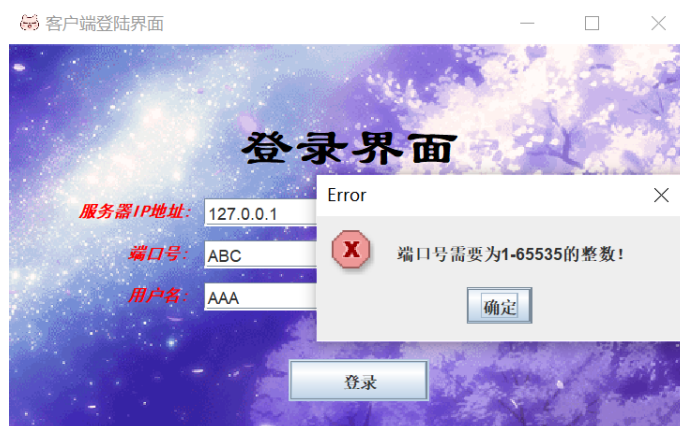 客户端登陆界面
登录界面
Error
服务器IP地址: 127.0.0.1
端口号: ABC
端口号需要为1-65535的整数!
用户名: AAA
确定
登录